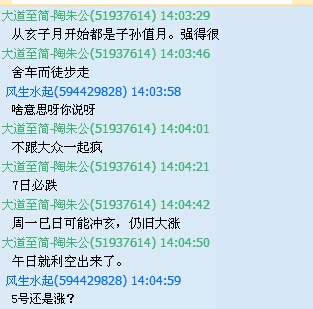 大道至简-陶朱公(51937614) 14:03:29
从亥子月开始都是子孙值月。强得很
大道至简-陶朱公(51937614) 14:03:46
舍车而徒步走
风生水起(594429828) 14:03:58
啥意思呀你说呀
大道至简-陶朱公(51937614) 14:04:01
不跟大众一起疯
大道至简-陶朱公(51937614) 14:04:21
7日必跌
大道至简-陶朱公(51937614) 14:04:42
周一巳日可能冲亥，仍旧大涨
大道至简-陶朱公(51937614) 14:04:50
午日就利空出来了。
风生水起(594429828) 14:04:59
5号还是涨？